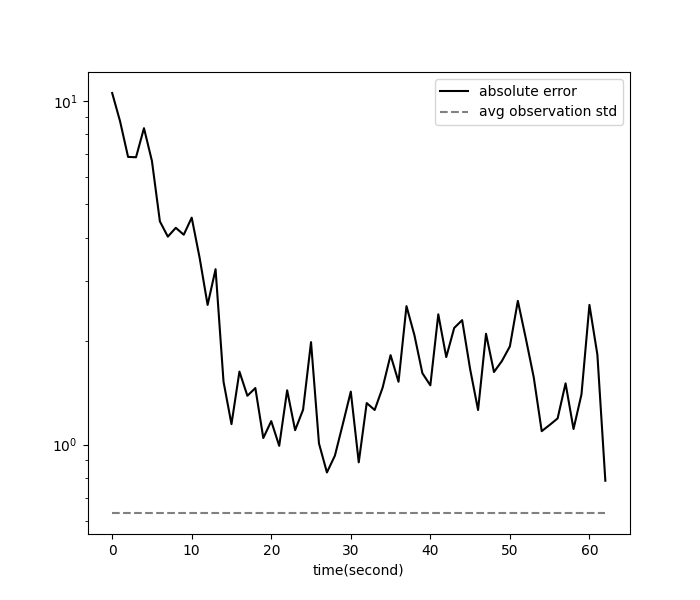 absolute error
avg observation std
10¹
10⁰
0 10 20 30 40 50 60
time(second)